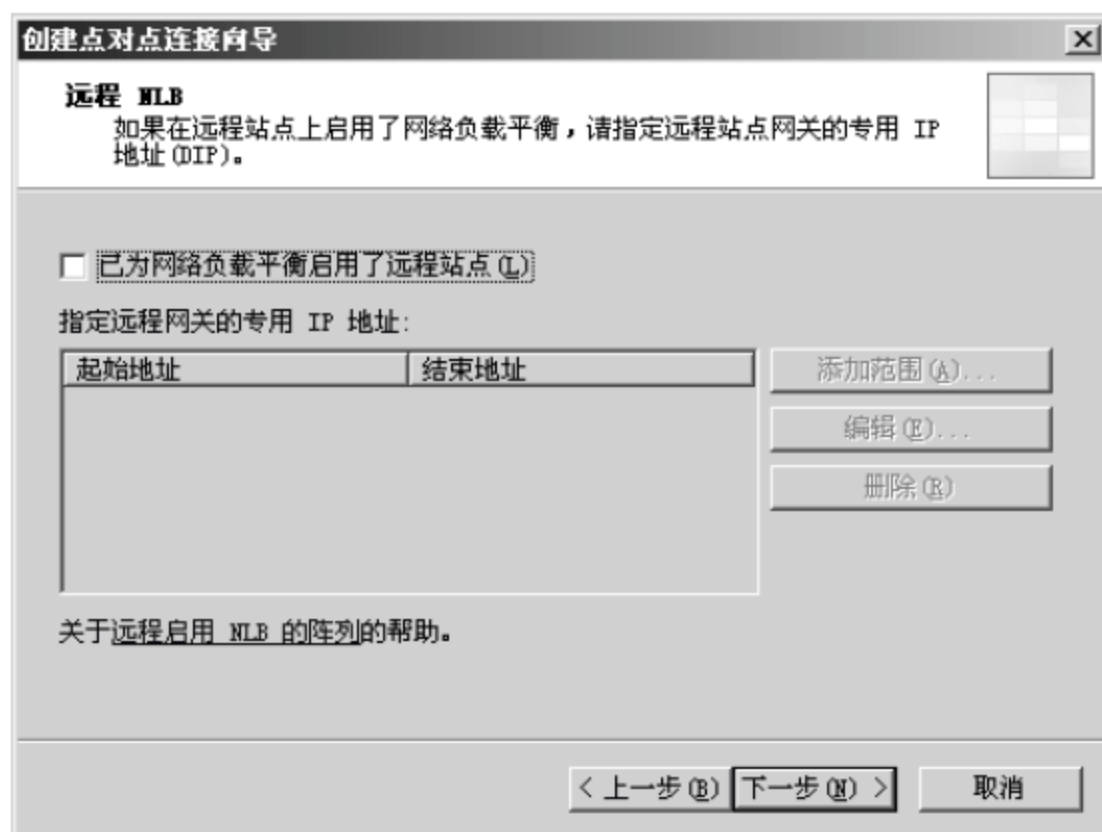 创建点对点连接向导
远程 NLB
如果在远程站点上启用了网络负载平衡，请指定远程站点网关的专用 IP
地址(DIP)。
已为网络负载平衡启用了远程站点(L)
指定远程网关的专用 IP 地址:
起始地址 结束地址
添加范围(A)...
编辑(E)...
删除(R)
关于远程启用 NLB 的阵列的帮助。
< 上一步(B) 下一步(N) > 取消